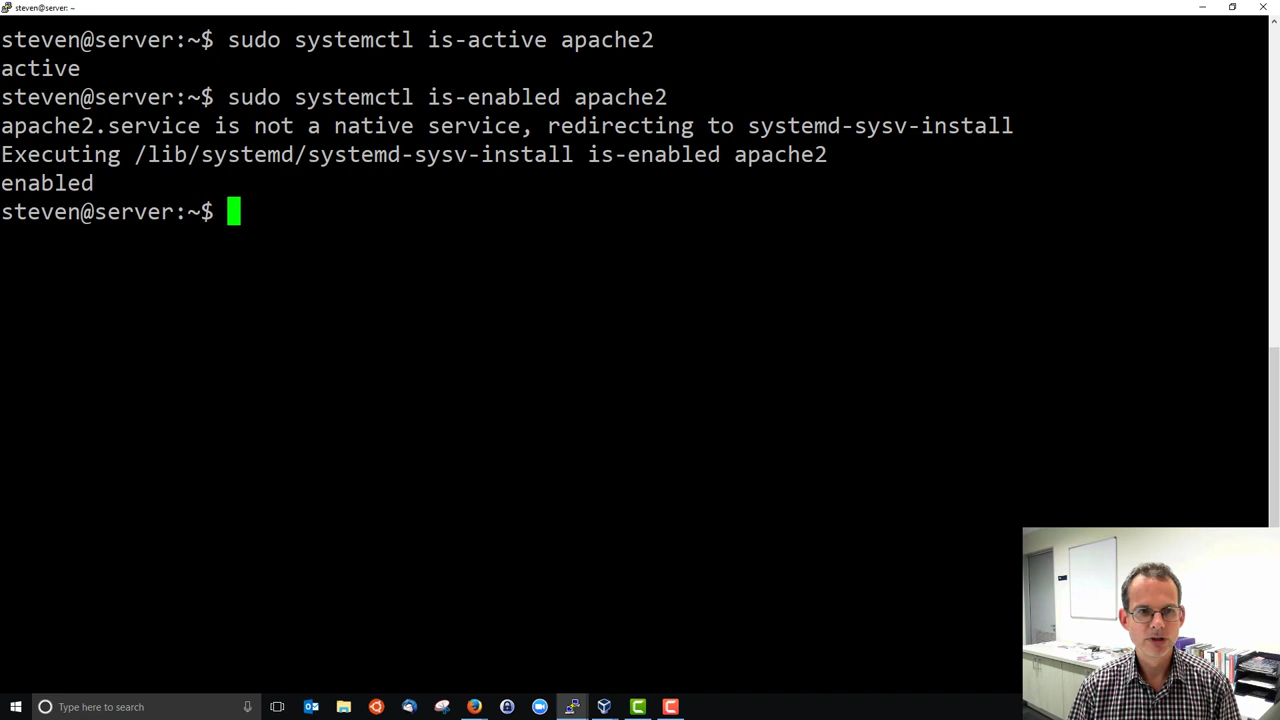 steven@server: ~
steven@server:~$ sudo systemctl is-active apache2
active
steven@server:~$ sudo systemctl is-enabled apache2
apache2.service is not a native service, redirecting to systemd-sysv-install
Executing /lib/systemd/systemd-sysv-install is-enabled apache2
enabled
steven@server:~$
Type here to search